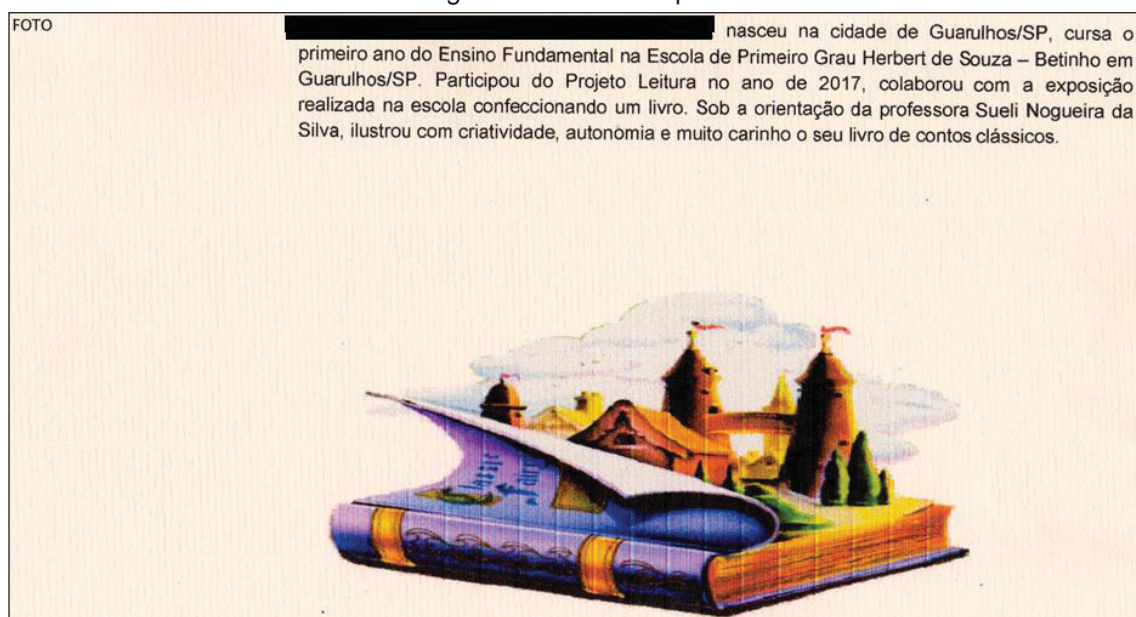 FOTO
nasceu na cidade de Guarulhos/SP, cursa o
primeiro ano do Ensino Fundamental na Escola de Primeiro Grau Herbert de Souza – Betinho em
Guarulhos/SP. Participou do Projeto Leitura no ano de 2017, colaborou com a exposição
realizada na escola confeccionando um livro. Sob a orientação da professora Sueli Nogueira da
Silva, ilustrou com criatividade, autonomia e muito carinho o seu livro de contos clássicos.